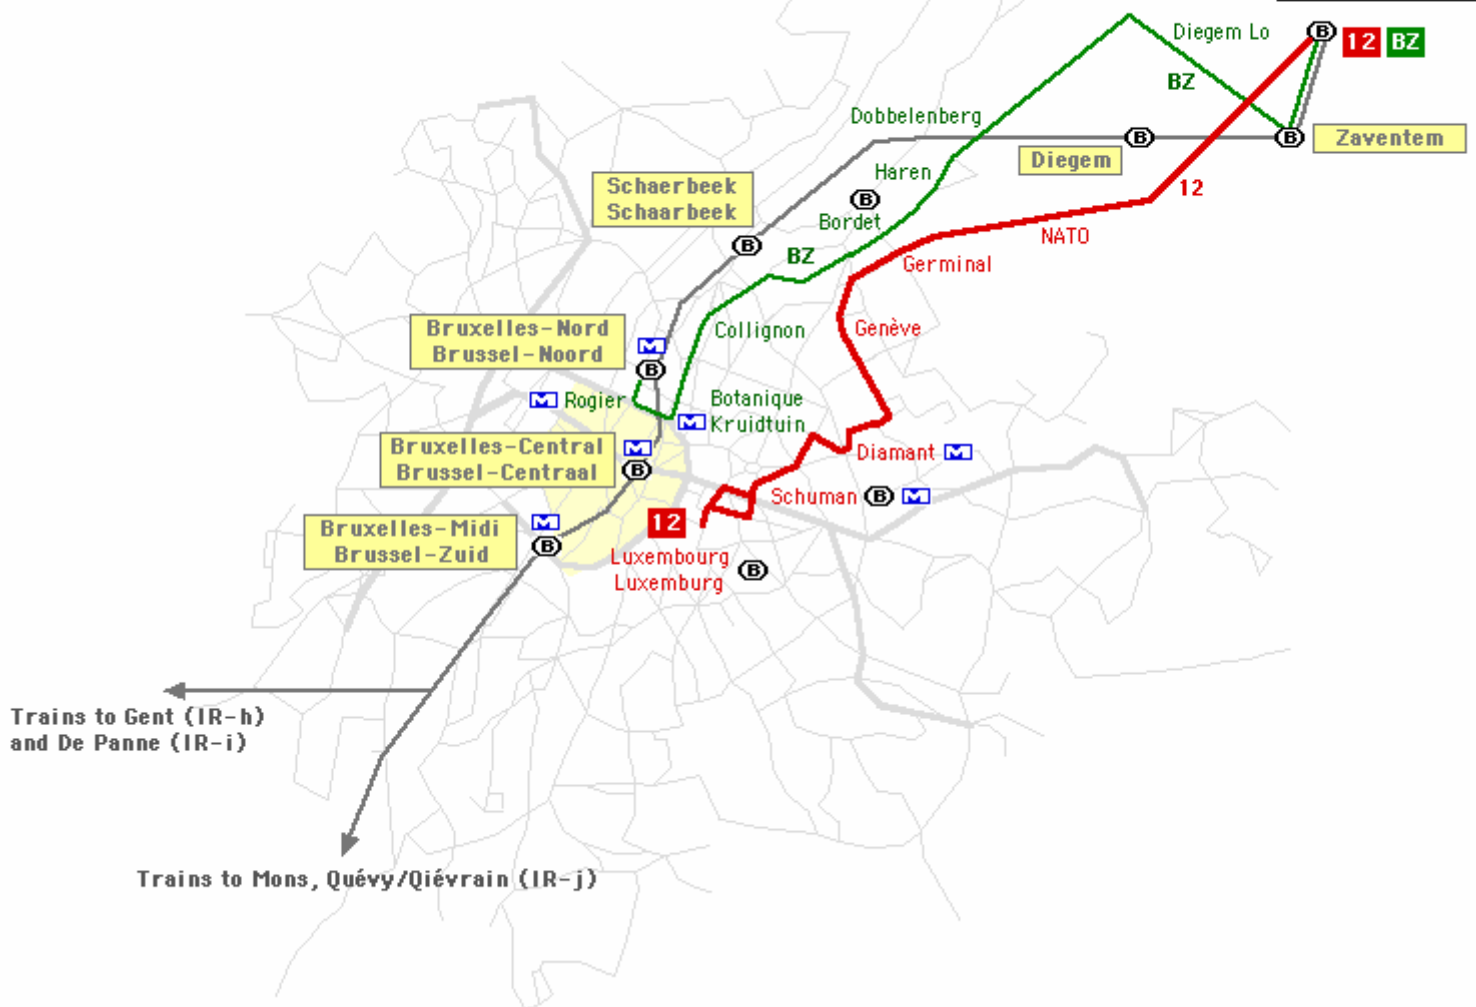 Diegem Lo
B
12
BZ
BZ
Dobbelenberg
B
B
Zaventem
Diegem
Haren
Schaerbeek
Schaarbeek
B
12
Bordet
B
NATO
BZ
Germinal
Bruxelles-Nord
Brussel-Noord
M
B
Collignon
Genève
M
Rogier
Botanique
Kruidtuin
M
Bruxelles-Central
Brussel-Centraal
M
B
Diamant
M
Schuman
B
M
Bruxelles-Midi
Brussel-Zuid
M
B
12
Luxembourg
Luxemburg
B
Trains to Gent (IR-h)
and De Panne (IR-i)
Trains to Mons, Quévy/Qiévrain (IR-j)